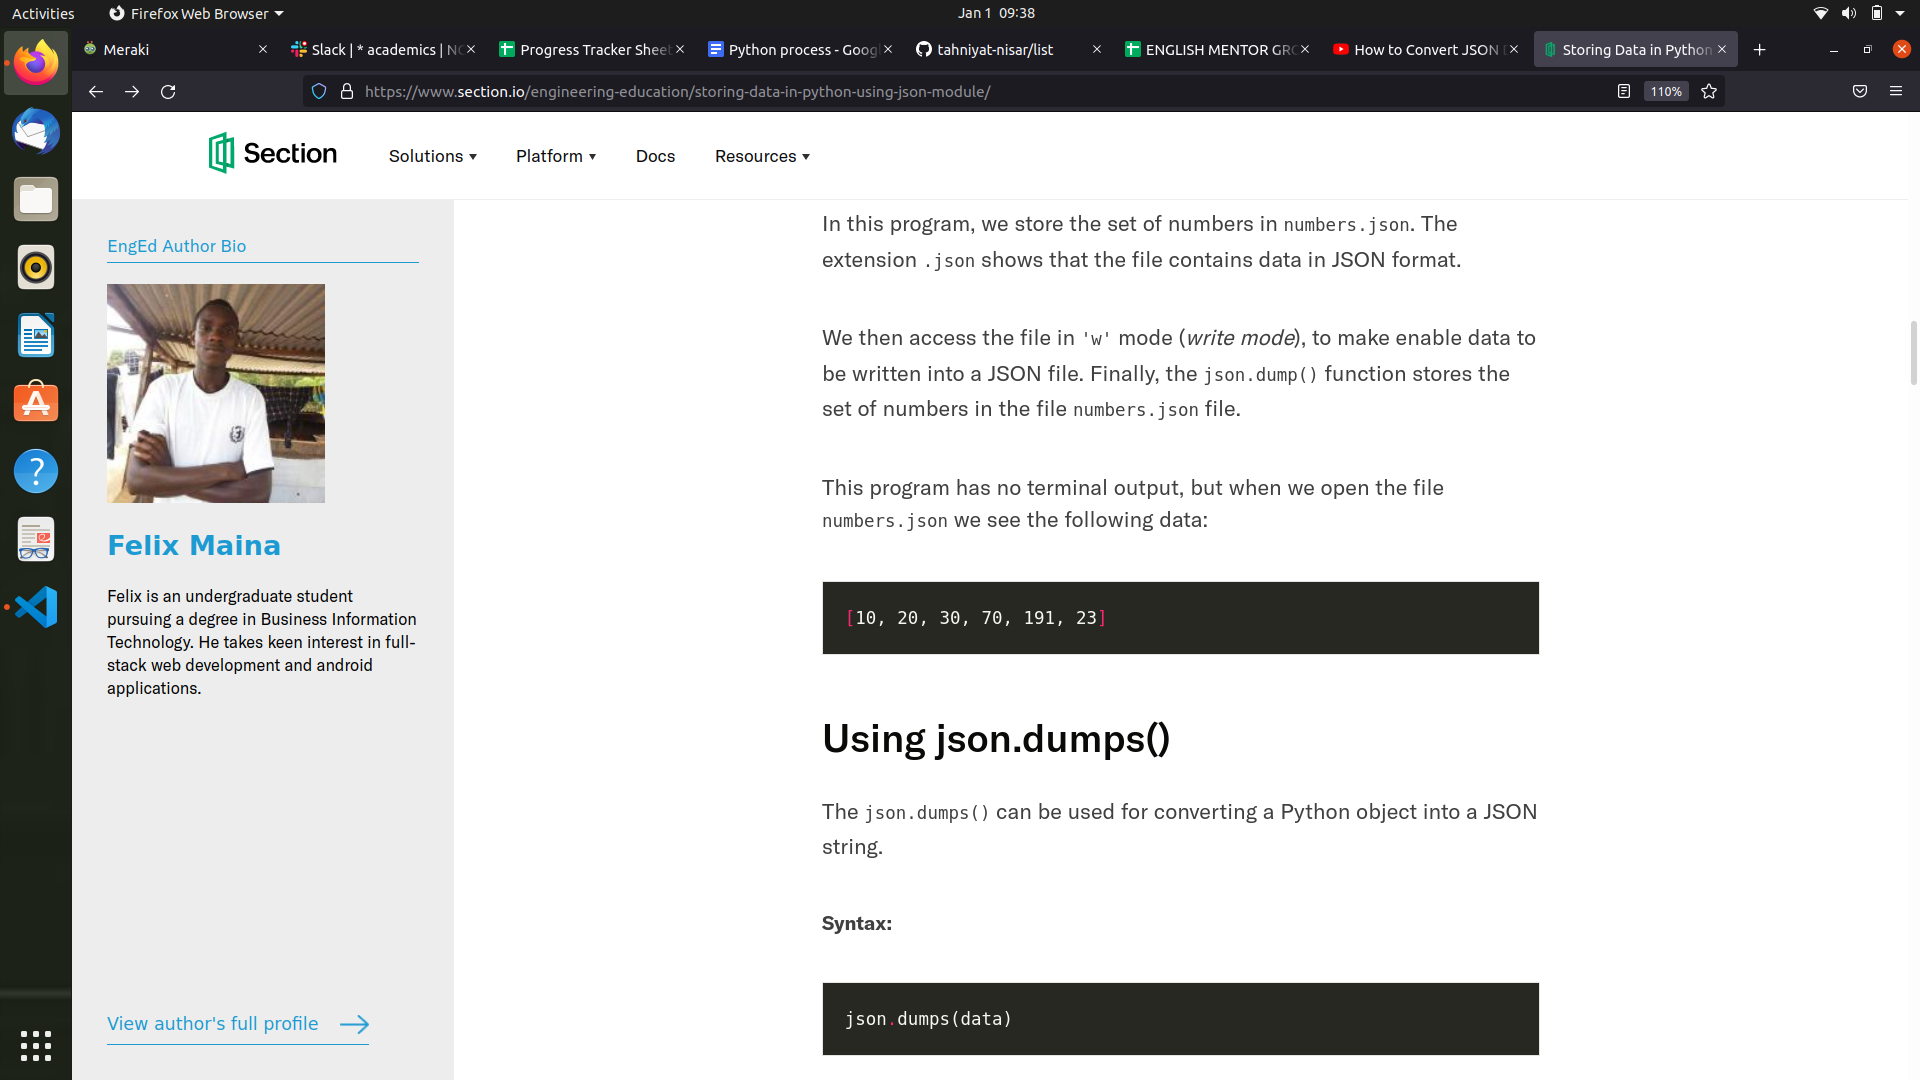 Activities
Firefox Web Browser
Jan 1 09:38
Meraki
Slack | * academics | NG
Progress Tracker Sheet
Python process - Googl
tahniyat-nisar/list
ENGLISH MENTOR GRO
How to Convert JSON D
Storing Data in Python
https://www.section.io/engineering-education/storing-data-in-python-using-json-module/
110%
Section
Solutions
Platform
Docs
Resources
EngEd Author Bio
Felix Maina
Felix is an undergraduate student
pursuing a degree in Business Information
Technology. He takes keen interest in full-
stack web development and android
applications.
View author's full profile
In this program, we store the set of numbers in numbers.json. The
extension .json shows that the file contains data in JSON format.
We then access the file in 'w' mode (write mode), to make enable data to
be written into a JSON file. Finally, the json.dump() function stores the
set of numbers in the file numbers.json file.
This program has no terminal output, but when we open the file
numbers.json we see the following data:
[10, 20, 30, 70, 191, 23]
Using json.dumps()
The json.dumps() can be used for converting a Python object into a JSON
string.
Syntax:
json.dumps(data)